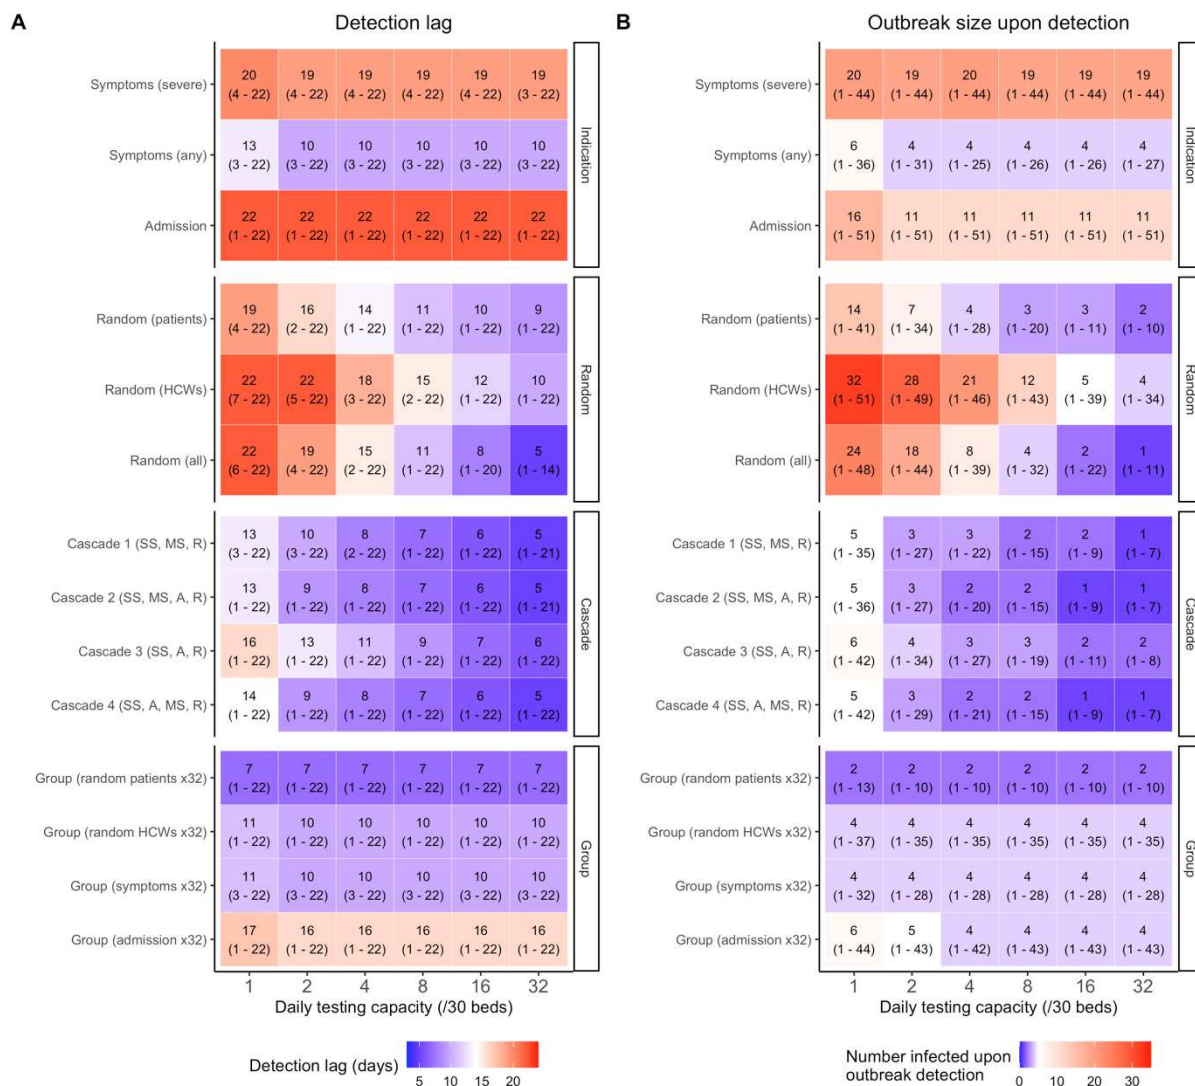 A
Detection lag
Symptoms (severe)
20 19 19 19 19 19
(4 - 22) (4 - 22) (4 - 22) (4 - 22) (4 - 22) (3 - 22)
Symptoms (any)
13 10 10 10 10 10
(3 - 22) (3 - 22) (3 - 22) (3 - 22) (3 - 22) (3 - 22)
Admission
22 22 22 22 22 22
(1 - 22) (1 - 22) (1 - 22) (1 - 22) (1 - 22) (1 - 22)
Indication
Random (patients)
19 16 14 11 10 9
(4 - 22) (2 - 22) (1 - 22) (1 - 22) (1 - 22) (1 - 22)
Random (HCWs)
22 22 18 15 12 10
(7 - 22) (5 - 22) (3 - 22) (2 - 22) (1 - 22) (1 - 22)
Random (all)
22 19 15 11 8 5
(6 - 22) (4 - 22) (2 - 22) (1 - 22) (1 - 20) (1 - 14)
Random
Cascade 1 (SS, MS, R)
13 10 8 7 6 5
(3 - 22) (3 - 22) (2 - 22) (1 - 22) (1 - 22) (1 - 21)
Cascade 2 (SS, MS, A, R)
13 9 8 7 6 5
(1 - 22) (1 - 22) (1 - 22) (1 - 22) (1 - 22) (1 - 21)
Cascade 3 (SS, A, R)
16 13 11 9 7 6
(1 - 22) (1 - 22) (1 - 22) (1 - 22) (1 - 22) (1 - 22)
Cascade 4 (SS, A, MS, R)
14 9 8 7 6 5
(1 - 22) (1 - 22) (1 - 22) (1 - 22) (1 - 22) (1 - 22)
Cascade
Group (random patients x32)
7 7 7 7 7 7
(1 - 22) (1 - 22) (1 - 22) (1 - 22) (1 - 22) (1 - 22)
Group (random HCWs x32)
11 10 10 10 10 10
(1 - 22) (1 - 22) (1 - 22) (1 - 22) (1 - 22) (1 - 22)
Group (symptoms x32)
11 10 10 10 10 10
(3 - 22) (3 - 22) (3 - 22) (3 - 22) (3 - 22) (3 - 22)
Group (admission x32)
17 16 16 16 16 16
(1 - 22) (1 - 22) (1 - 22) (1 - 22) (1 - 22) (1 - 22)
Group
1 2 4 8 16 32
Daily testing capacity (/30 beds)
Detection lag (days)
5 10 15 20
B
Outbreak size upon detection
Symptoms (severe)
20 19 20 19 19 19
(1 - 44) (1 - 44) (1 - 44) (1 - 44) (1 - 44) (1 - 44)
Symptoms (any)
6 4 4 4 4 4
(1 - 36) (1 - 31) (1 - 25) (1 - 26) (1 - 26) (1 - 27)
Admission
16 11 11 11 11 11
(1 - 51) (1 - 51) (1 - 51) (1 - 51) (1 - 51) (1 - 51)
Indication
Random (patients)
14 7 4 3 3 2
(1 - 41) (1 - 34) (1 - 28) (1 - 20) (1 - 11) (1 - 10)
Random (HCWs)
32 28 21 12 5 4
(1 - 51) (1 - 49) (1 - 46) (1 - 43) (1 - 39) (1 - 34)
Random (all)
24 18 8 4 2 1
(1 - 48) (1 - 44) (1 - 39) (1 - 32) (1 - 22) (1 - 11)
Random
Cascade 1 (SS, MS, R)
5 3 3 2 2 1
(1 - 35) (1 - 27) (1 - 22) (1 - 15) (1 - 9) (1 - 7)
Cascade 2 (SS, MS, A, R)
5 3 2 2 1 1
(1 - 36) (1 - 27) (1 - 20) (1 - 15) (1 - 9) (1 - 7)
Cascade 3 (SS, A, R)
6 4 3 3 2 2
(1 - 42) (1 - 34) (1 - 27) (1 - 19) (1 - 11) (1 - 8)
Cascade 4 (SS, A, MS, R)
5 3 2 2 1 1
(1 - 42) (1 - 29) (1 - 21) (1 - 15) (1 - 9) (1 - 7)
Cascade
Group (random patients x32)
2 2 2 2 2 2
(1 - 13) (1 - 10) (1 - 10) (1 - 10) (1 - 10) (1 - 10)
Group (random HCWs x32)
4 4 4 4 4 4
(1 - 37) (1 - 35) (1 - 35) (1 - 35) (1 - 35) (1 - 35)
Group (symptoms x32)
4 4 4 4 4 4
(1 - 32) (1 - 28) (1 - 28) (1 - 28) (1 - 28) (1 - 28)
Group (admission x32)
6 5 4 4 4 4
(1 - 44) (1 - 43) (1 - 42) (1 - 43) (1 - 43) (1 - 43)
Group
1 2 4 8 16 32
Daily testing capacity (/30 beds)
Number infected upon
outbreak detection
0 10 20 30